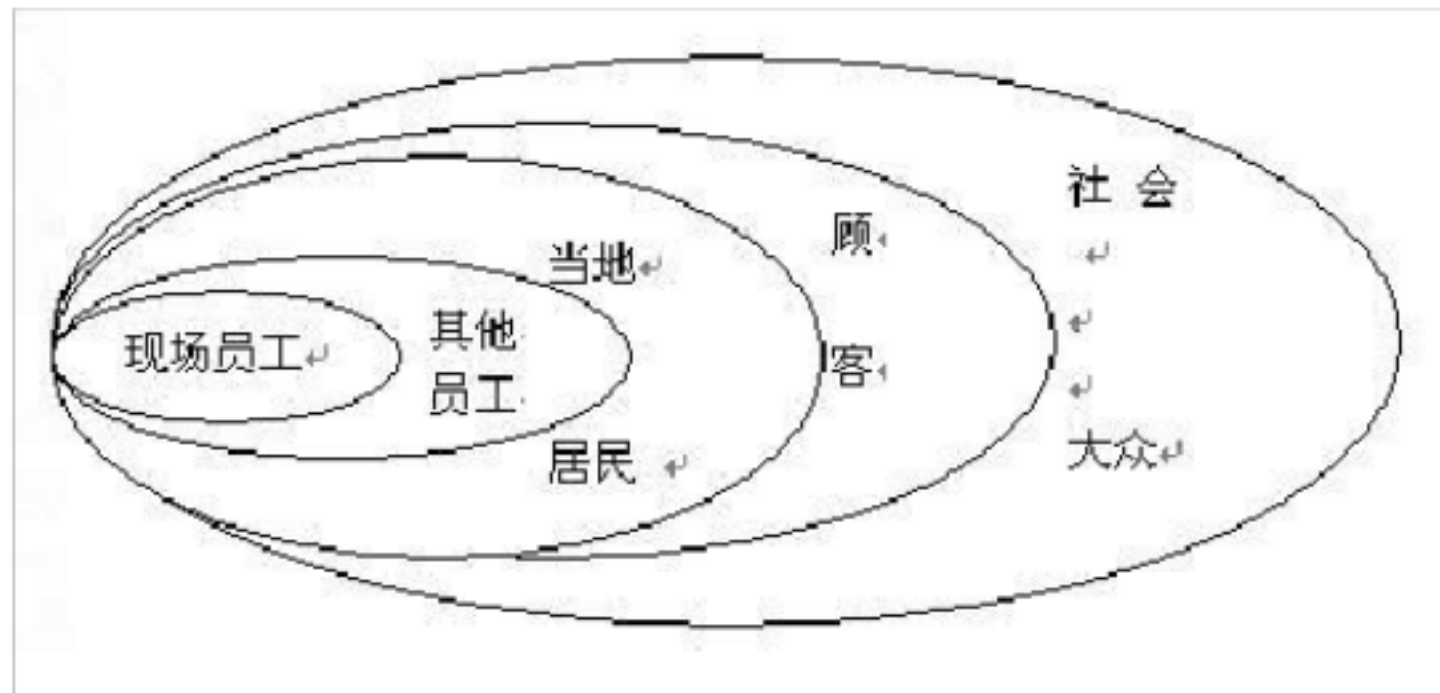 现场员工
其他
员工
当地
居民
顾
客
社 会
大众